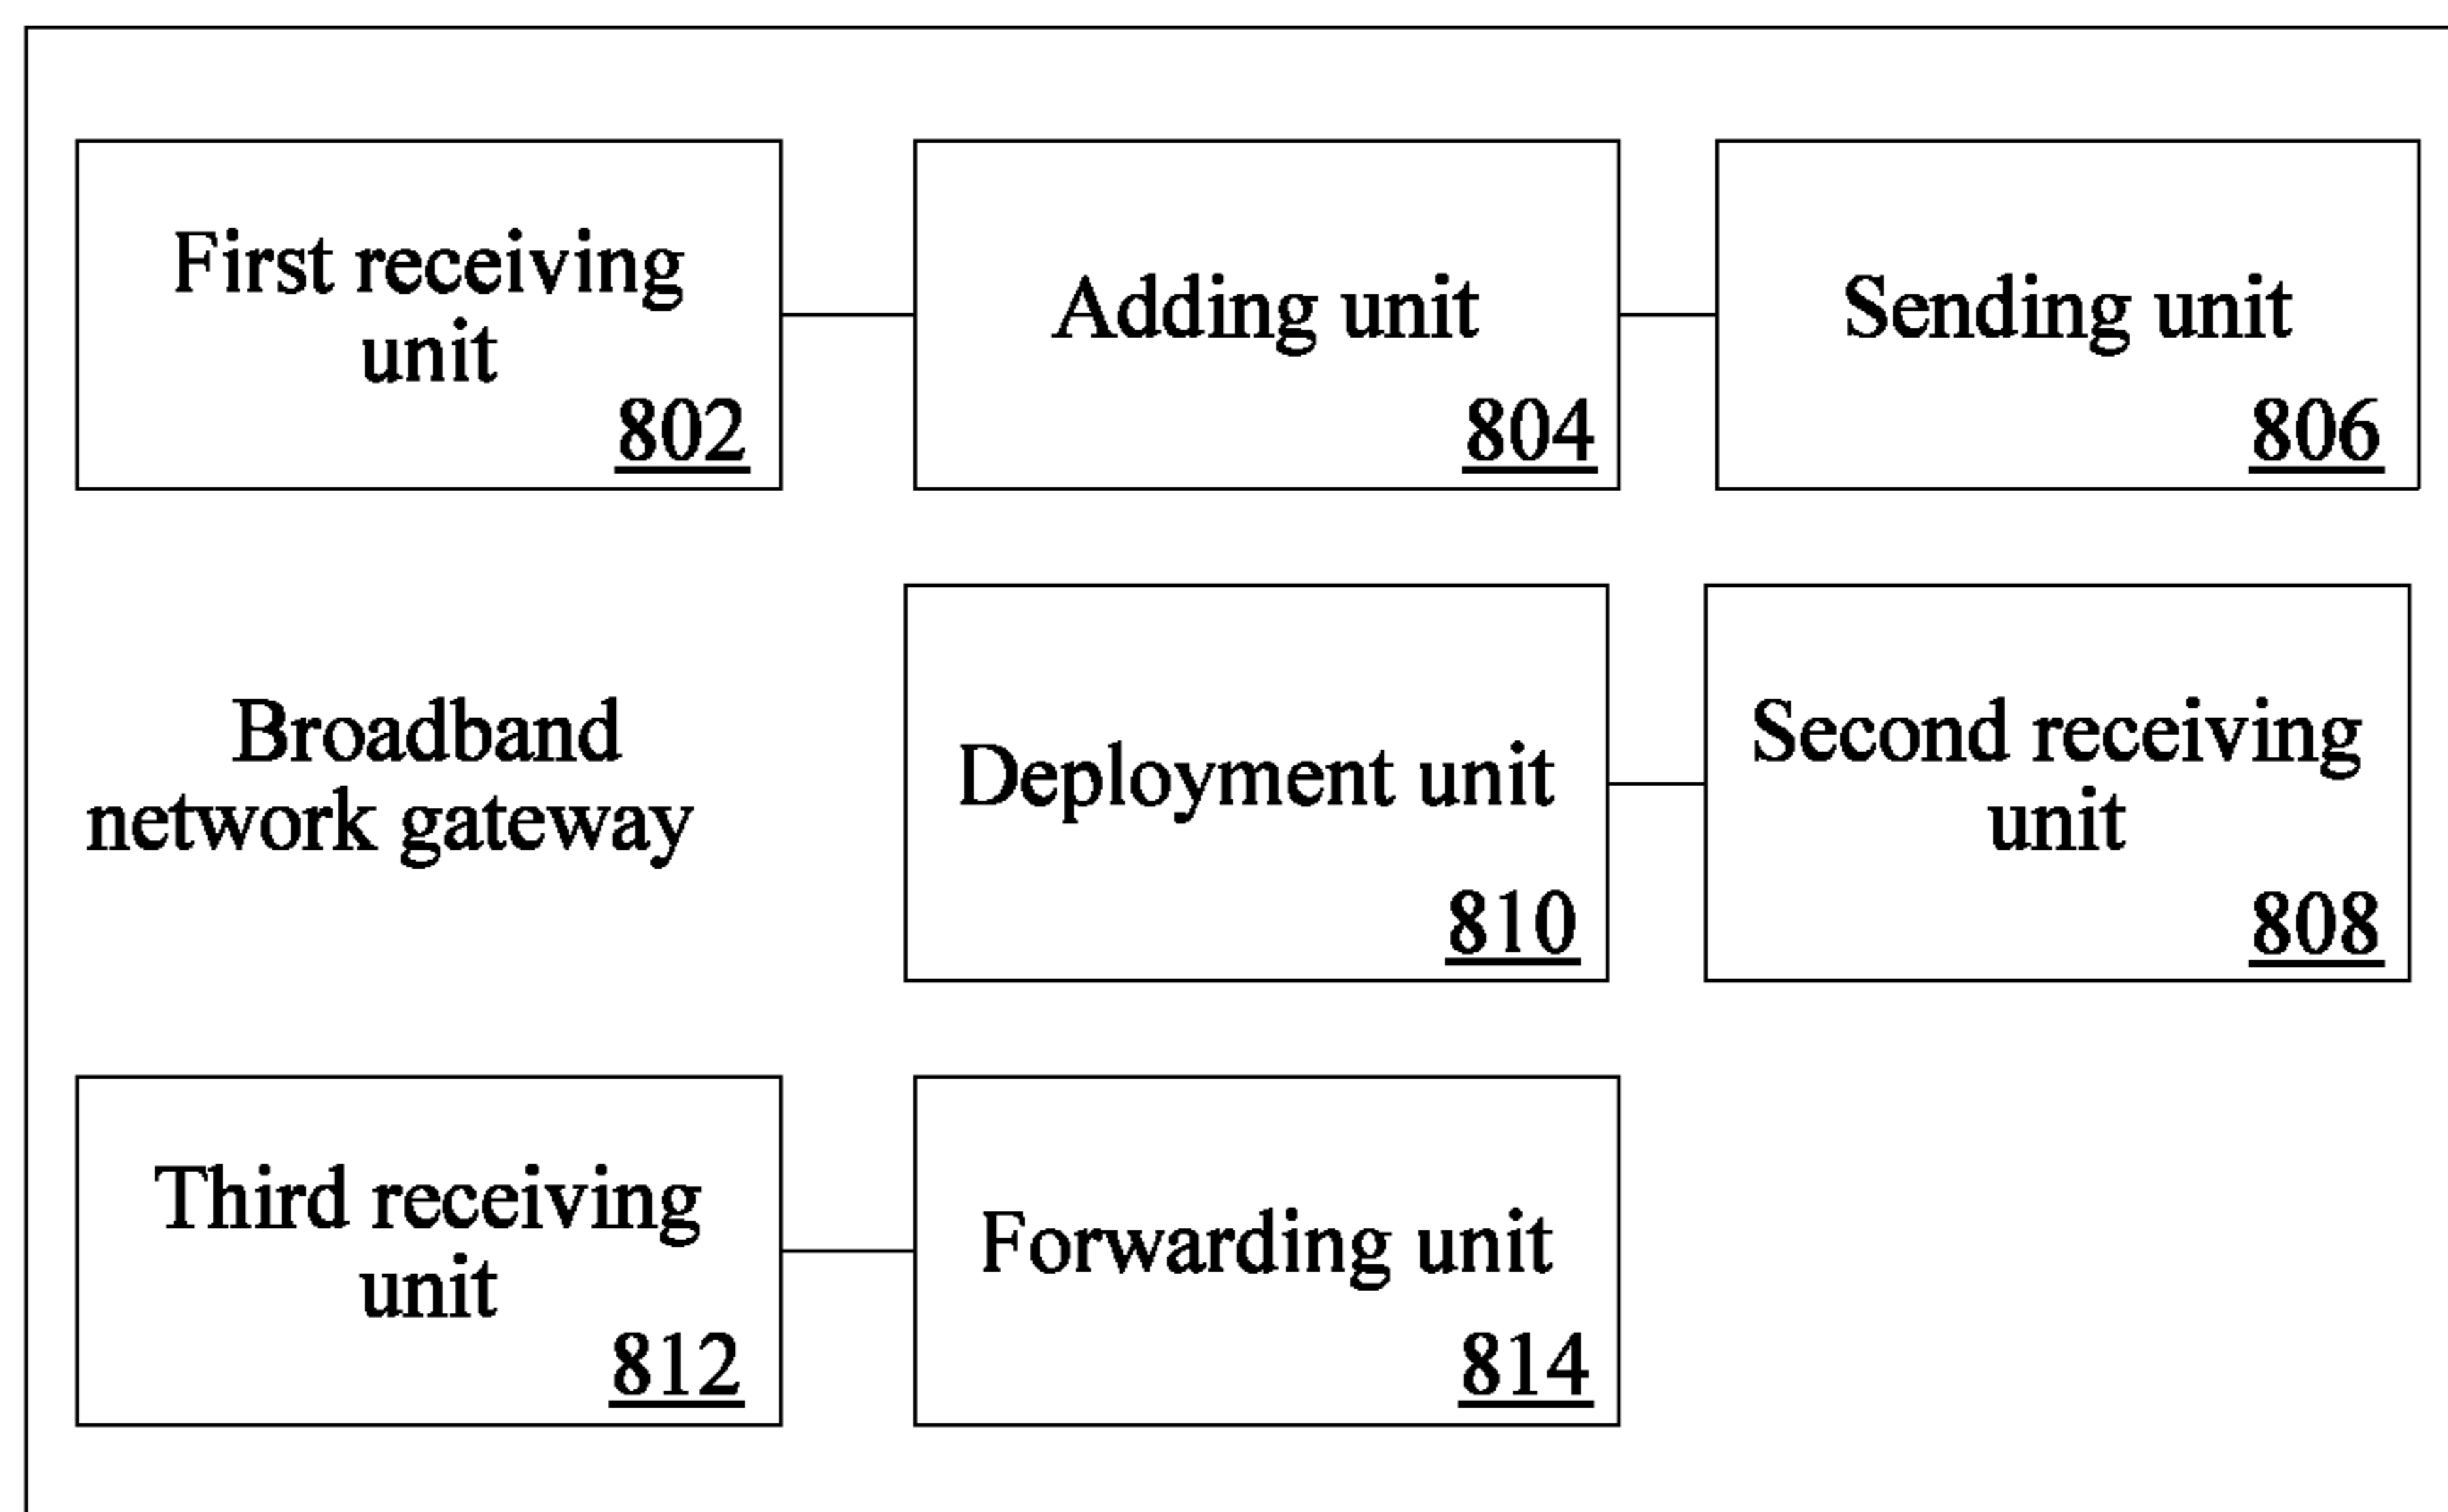 First receiving
unit
802
Adding unit
804
Sending unit
806
Broadband
network gateway
Deployment unit
810
Second receiving
unit
808
Third receiving
unit
812
Forwarding unit
814